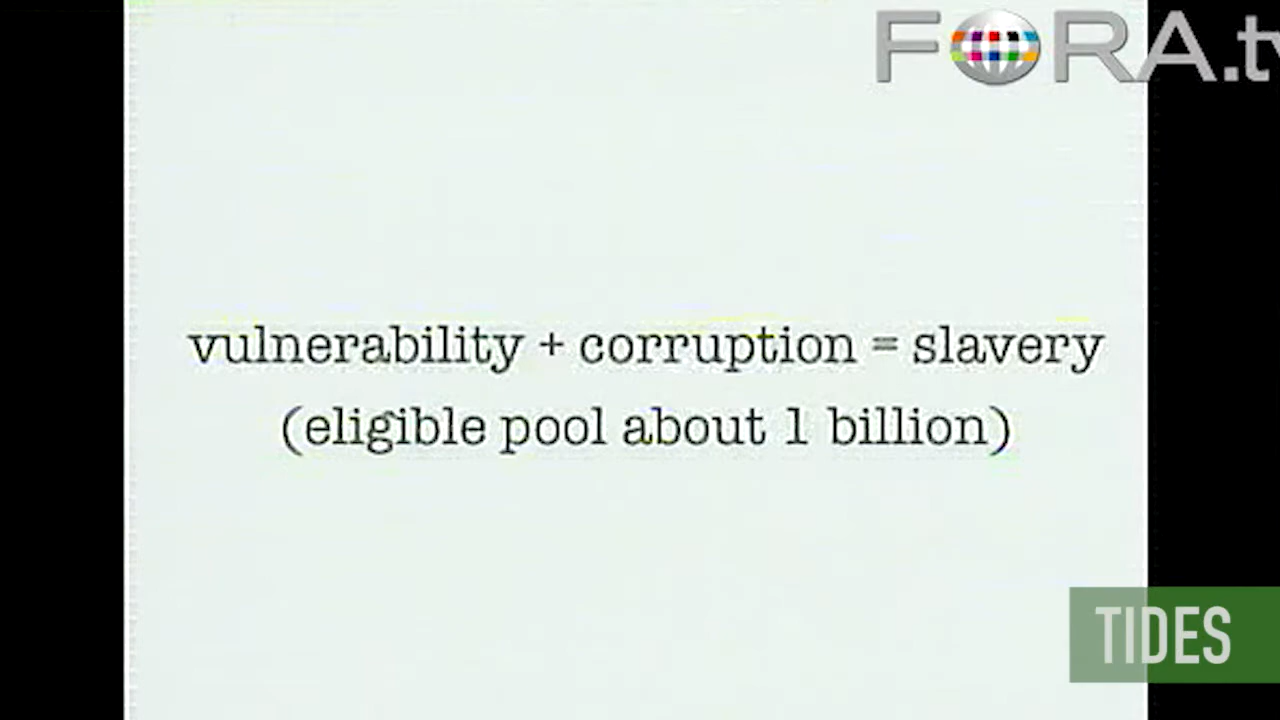 FORA.tv
vulnerability + corruption = slavery
(eligible pool about 1 billion)
TIDES